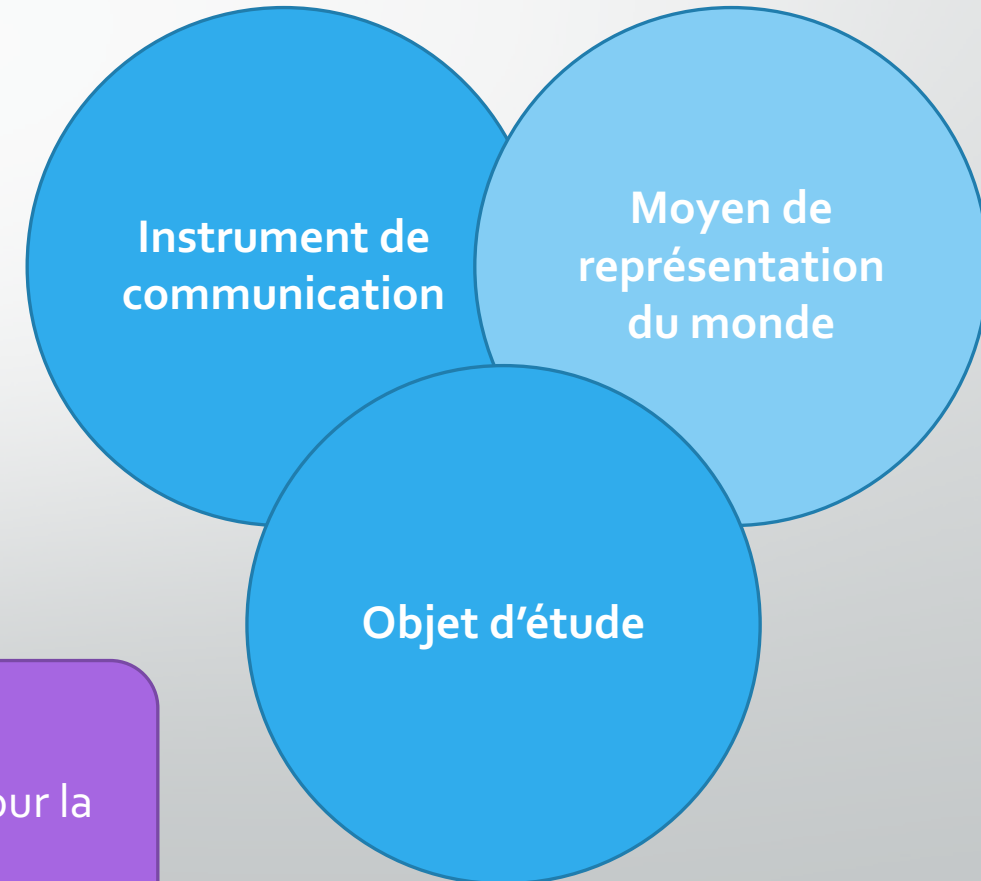 Instrument de
communication
Moyen de
représentation
du monde
Objet d’étude
our la